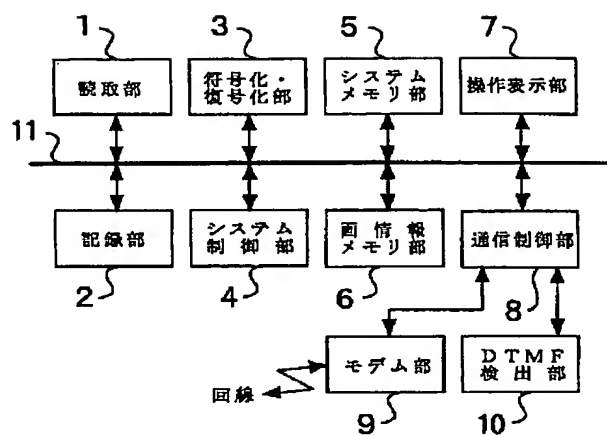 1
3
5
7
読取部
符号化・
復号化部
システム
メモリ部
操作表示部
11
記録部
システム
制御部
画情報
メモリ部
通信制御部
2
4
6
8
モデム部
DTMF
検出部
回線
9
10